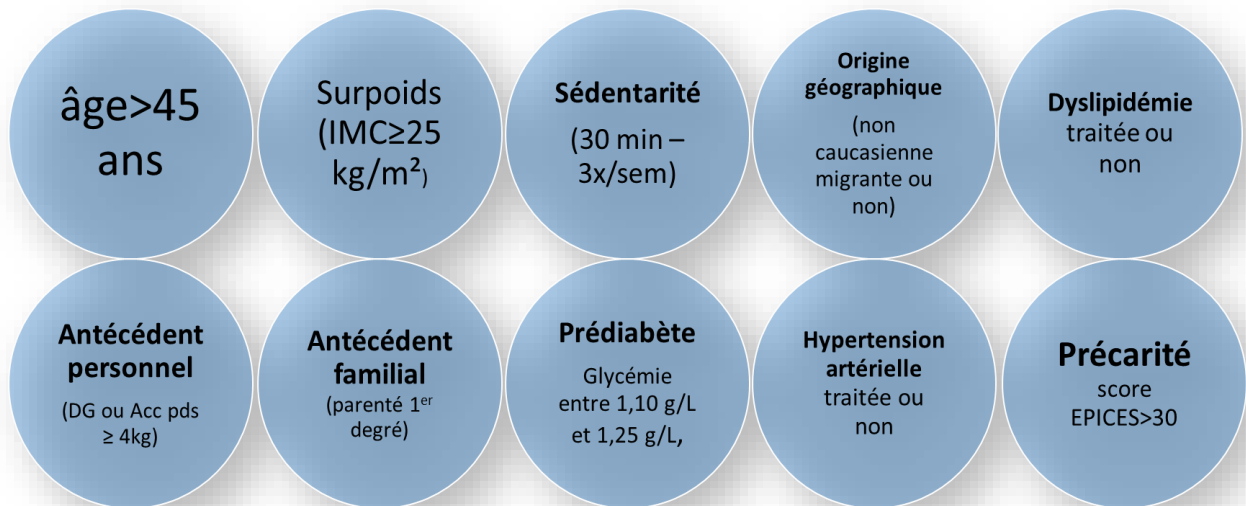 âge>45
ans
Surpoids
(IMC≥25
kg/m²)
Sédentarité
(30 min –
3x/sem)
Origine
géographique
(non
caucasienne
migrante ou
non)
Dyslipidémie
traitée ou
non
Antécédent
personnel
(DG ou Acc pds
≥ 4kg)
Antécédent
familial
(parenté 1er
degré)
Prédiabète
Glycémie
entre 1,10 g/L
et 1,25 g/L,
Hypertension
artérielle
traitée ou
non
Précarité
score
EPICES>30